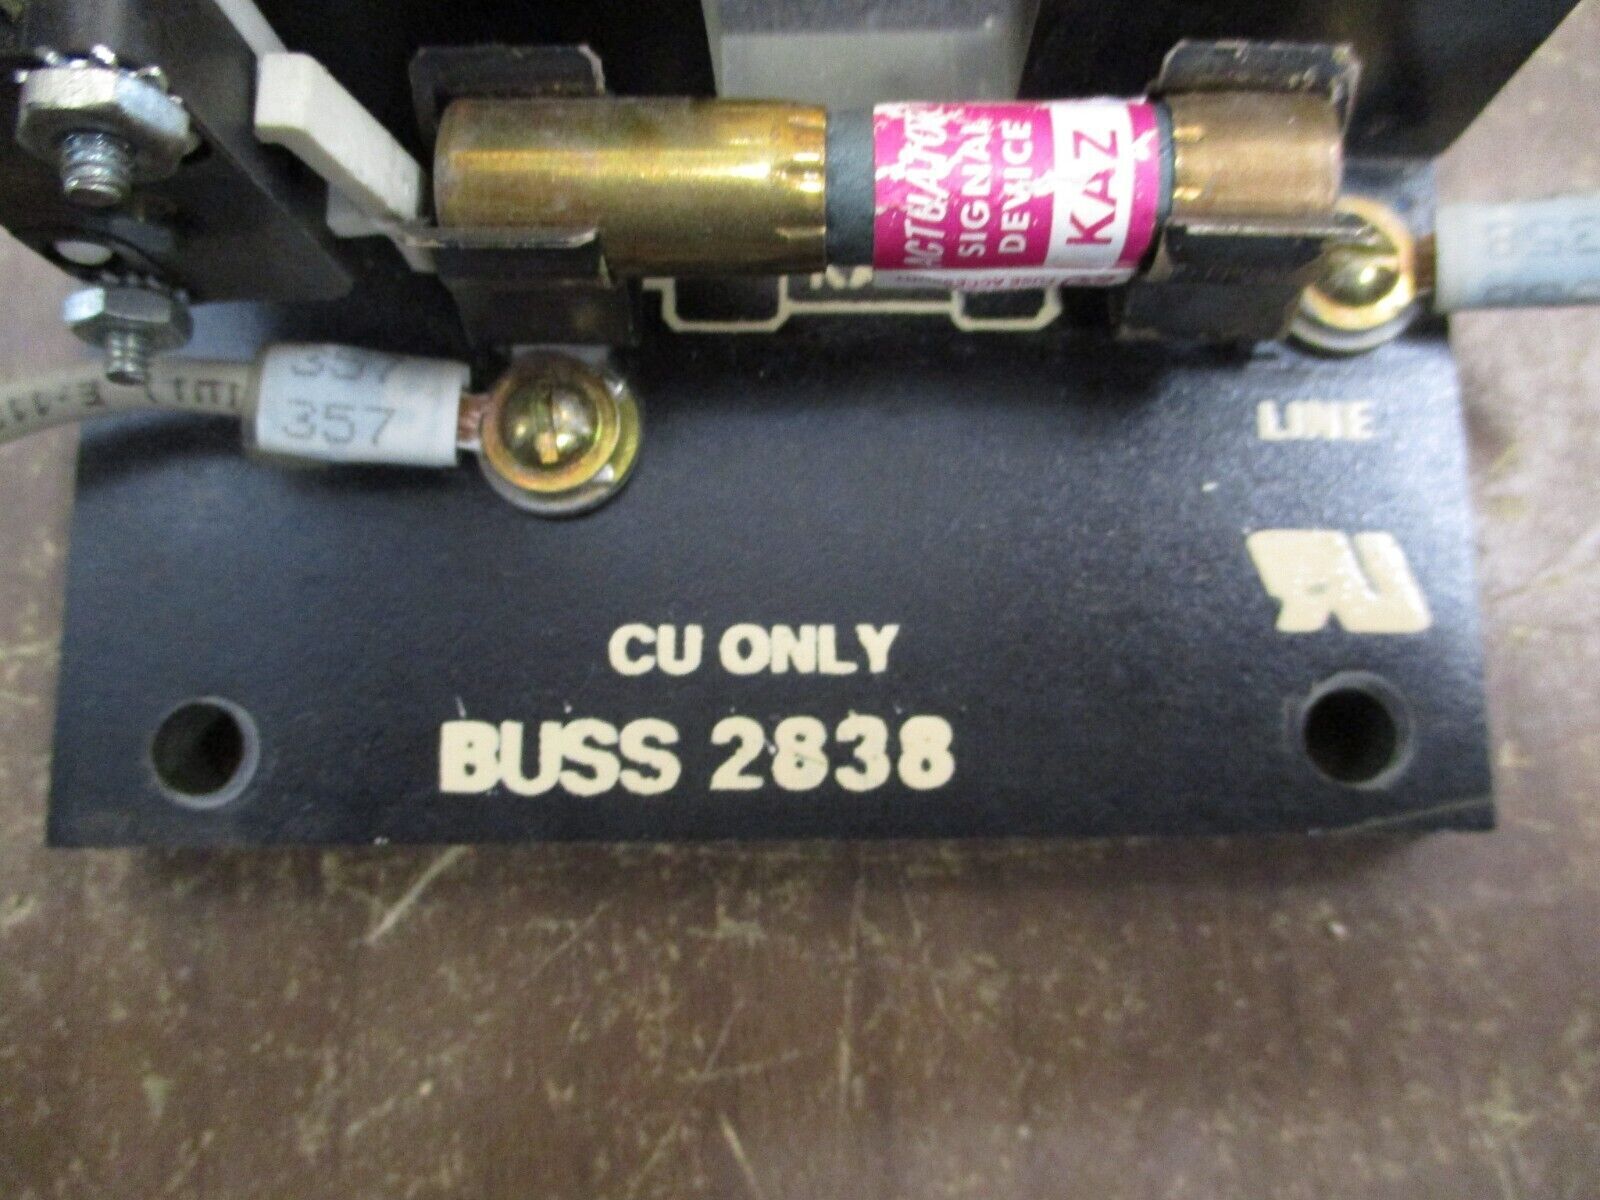 ACTUATOR
SIGNAL
DEVICE
KAZ
357
357
LINE
CU ONLY
BUSS 2838